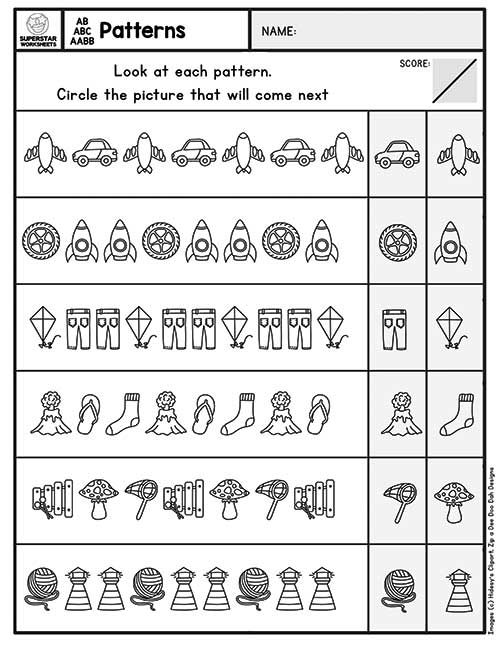 SUPERSTAR
WORKSHEETS
AB
ABC
AABB
Patterns
NAME:
Look at each pattern.
Circle the picture that will come next
SCORE:
Images (c) Hidesy's Clipart, Zip a Dee Doo Dah Designs